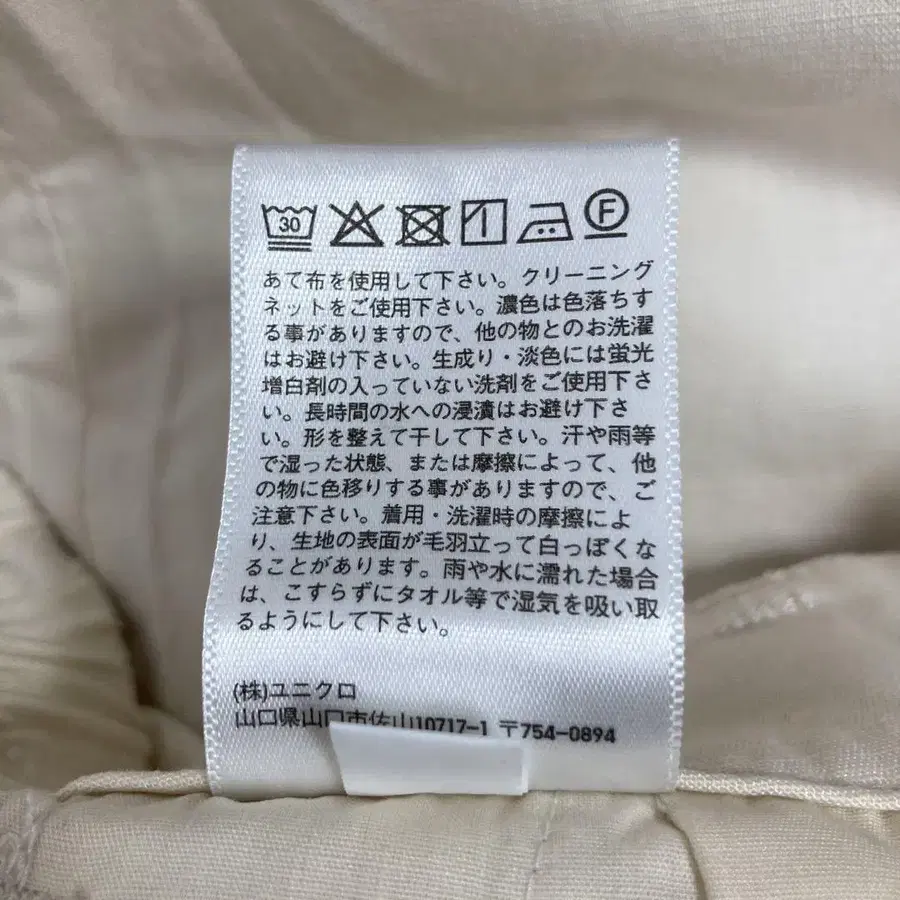 30 F
あて布を使用して下さい。クリーニング
ネットをご使用下さい。濃色は色落ちす
る事がありますので、他の物とのお洗濯
はお避け下さい。生成り・淡色には蛍光
増白剤の入っていない洗剤をご使用下さ
い。長時間の水への浸漬はお避け下さ
い。形を整えて干して下さい。汗や雨等
で湿った状態、または摩擦によって、他
の物に色移りする事がありますので、ご
注意下さい。着用・洗濯時の摩擦によ
り、生地の表面が毛羽立って白っぽくな
ることがあります。雨や水に濡れた場合
は、こすらずにタオル等で湿気を吸い取
るようにして下さい。
(株)ユニクロ
山口県山口市佐山10717-1 〒754-0894